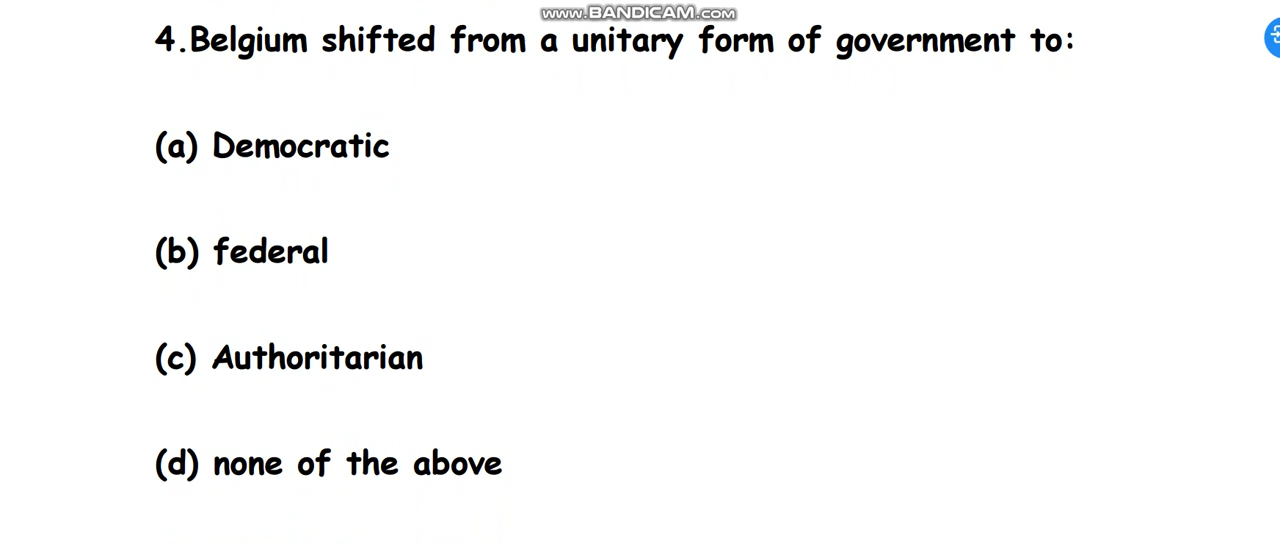 www.BANDICAM.com
4.Belgium shifted from a unitary form of government to:
(a) Democratic
(b) federal
(c) Authoritarian
(d) none of the above